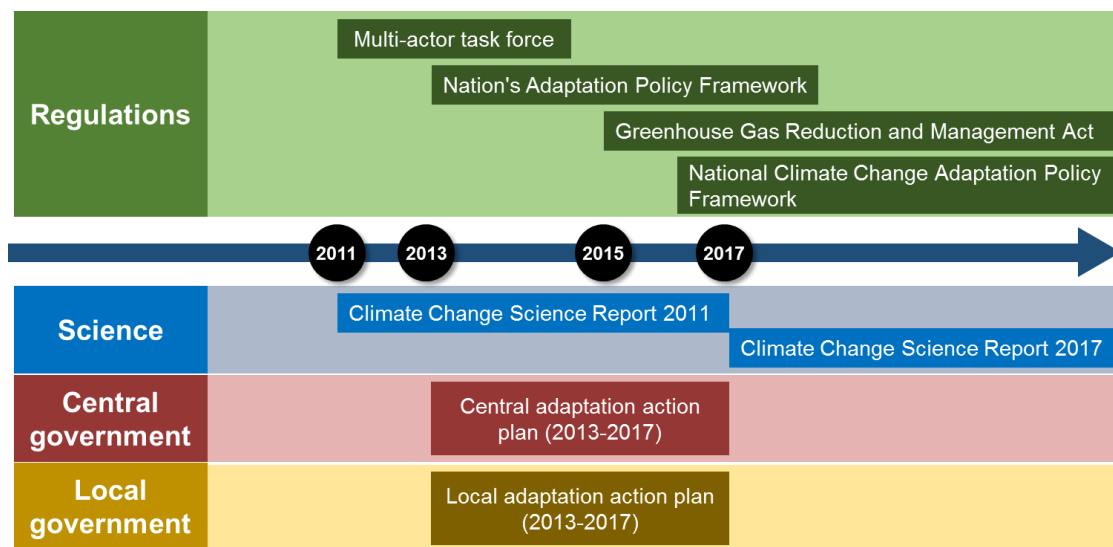 Regulations
Multi-actor task force
Nation's Adaptation Policy Framework
Greenhouse Gas Reduction and Management Act
National Climate Change Adaptation Policy
Framework
2011
2013
2015
2017
Science
Climate Change Science Report 2011
Climate Change Science Report 2017
Central
government
Central adaptation action
plan (2013-2017)
Local
government
Local adaptation action plan
(2013-2017)